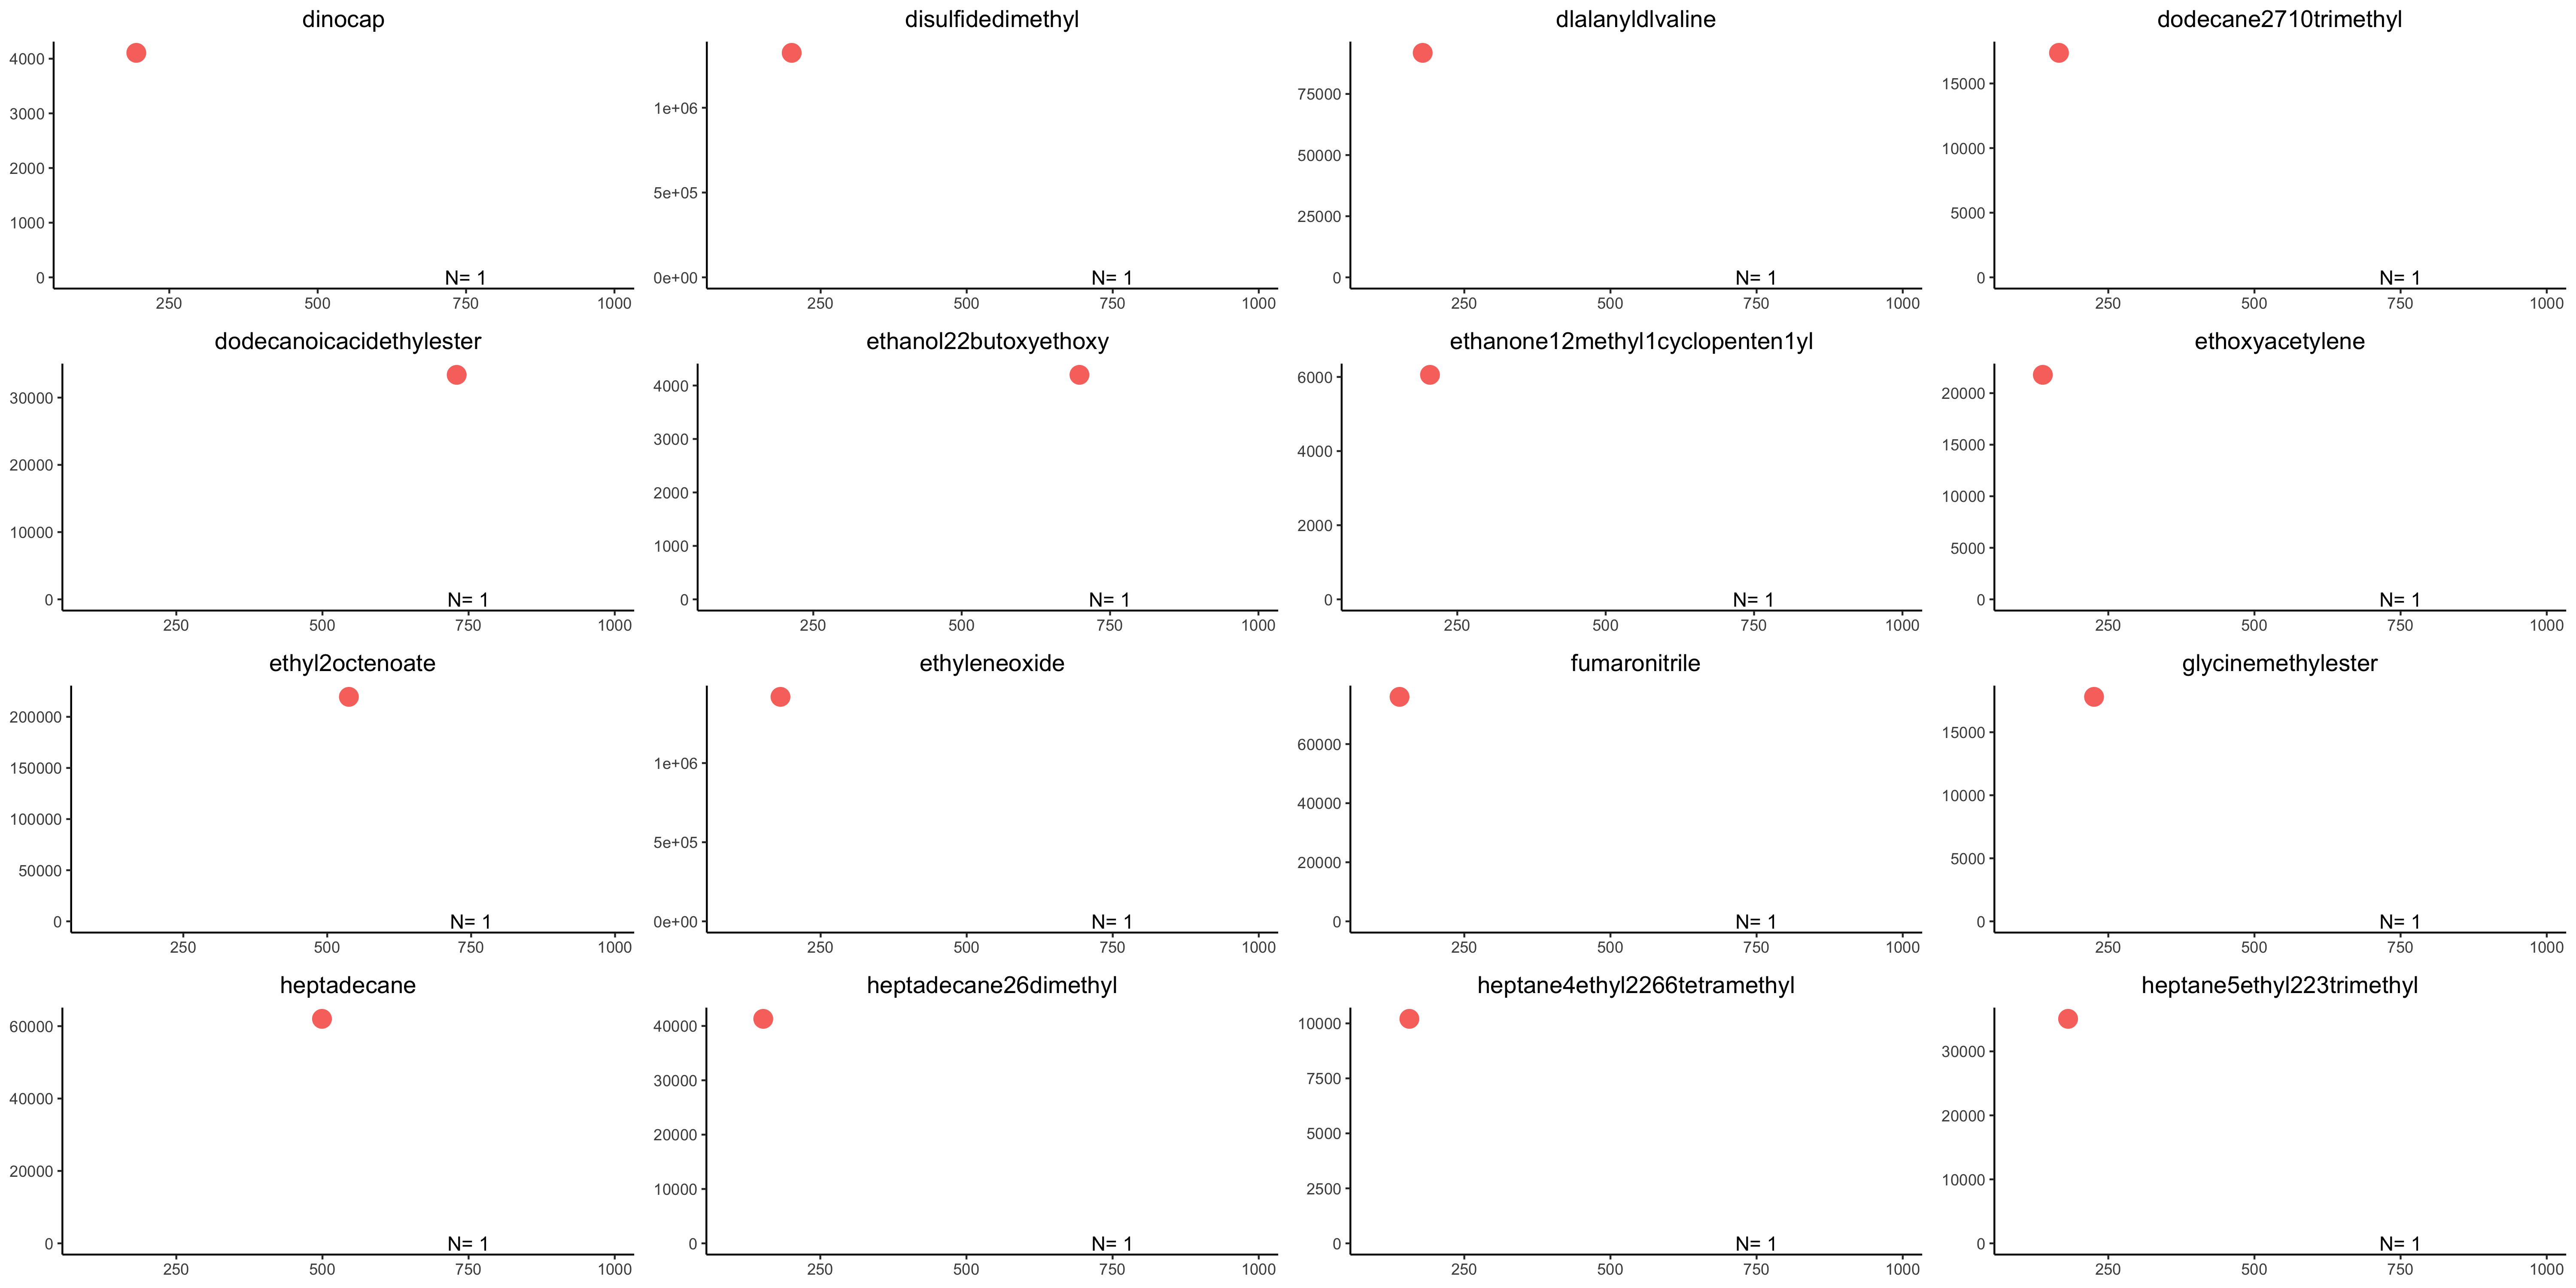 dinocap
4000
3000
2000
1000
0
N= 1
250 500 750 1000
disulfidedimethyl
1e+06
5e+05
0e+00
N= 1
250 500 750 1000
dlalanyldlvaline
75000
50000
25000
0
N= 1
250 500 750 1000
dodecane2710trimethyl
15000
10000
5000
0
N= 1
250 500 750 1000
dodecanoicacidethylester
30000
20000
10000
0
N= 1
250 500 750 1000
ethanol22butoxyethoxy
4000
3000
2000
1000
0
N= 1
250 500 750 1000
ethanone12methyl1cyclopenten1yl
6000
4000
2000
0
N= 1
250 500 750 1000
ethoxyacetylene
20000
15000
10000
5000
0
N= 1
250 500 750 1000
ethyl2octenoate
200000
150000
100000
50000
0
N= 1
250 500 750 1000
ethyleneoxide
1e+06
5e+05
0e+00
N= 1
250 500 750 1000
fumaronitrile
60000
40000
20000
0
N= 1
250 500 750 1000
glycinemethylester
15000
10000
5000
0
N= 1
250 500 750 1000
heptadecane
60000
40000
20000
0
N= 1
250 500 750 1000
heptadecane26dimethyl
40000
30000
20000
10000
0
N= 1
250 500 750 1000
heptane4ethyl2266tetramethyl
10000
7500
5000
2500
0
N= 1
250 500 750 1000
heptane5ethyl223trimethyl
30000
20000
10000
0
N= 1
250 500 750 1000